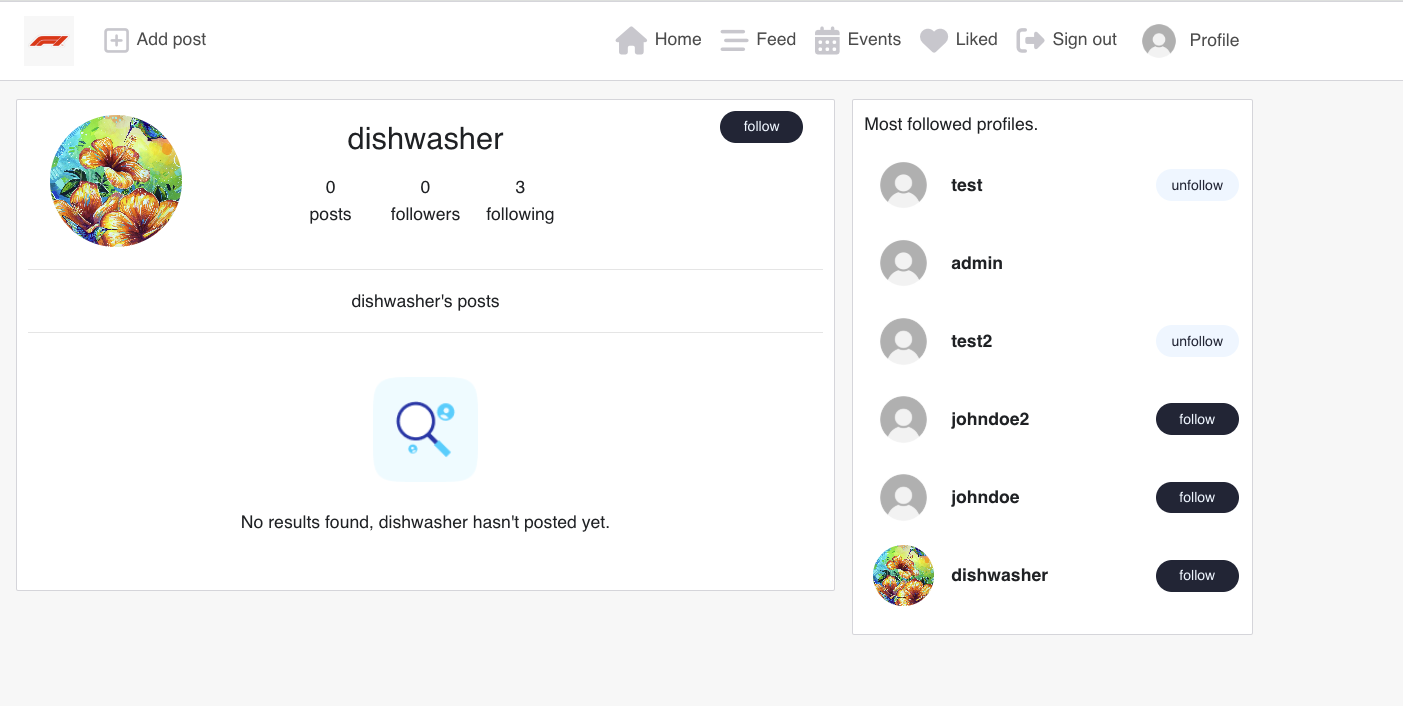 Add post Home Feed Events Liked Sign out Profile
dishwasher
follow
0 0 3
posts followers following
dishwasher's posts
No results found, dishwasher hasn't posted yet.
Most followed profiles.
test unfollow
admin
test2 unfollow
johndoe2 follow
johndoe follow
dishwasher follow